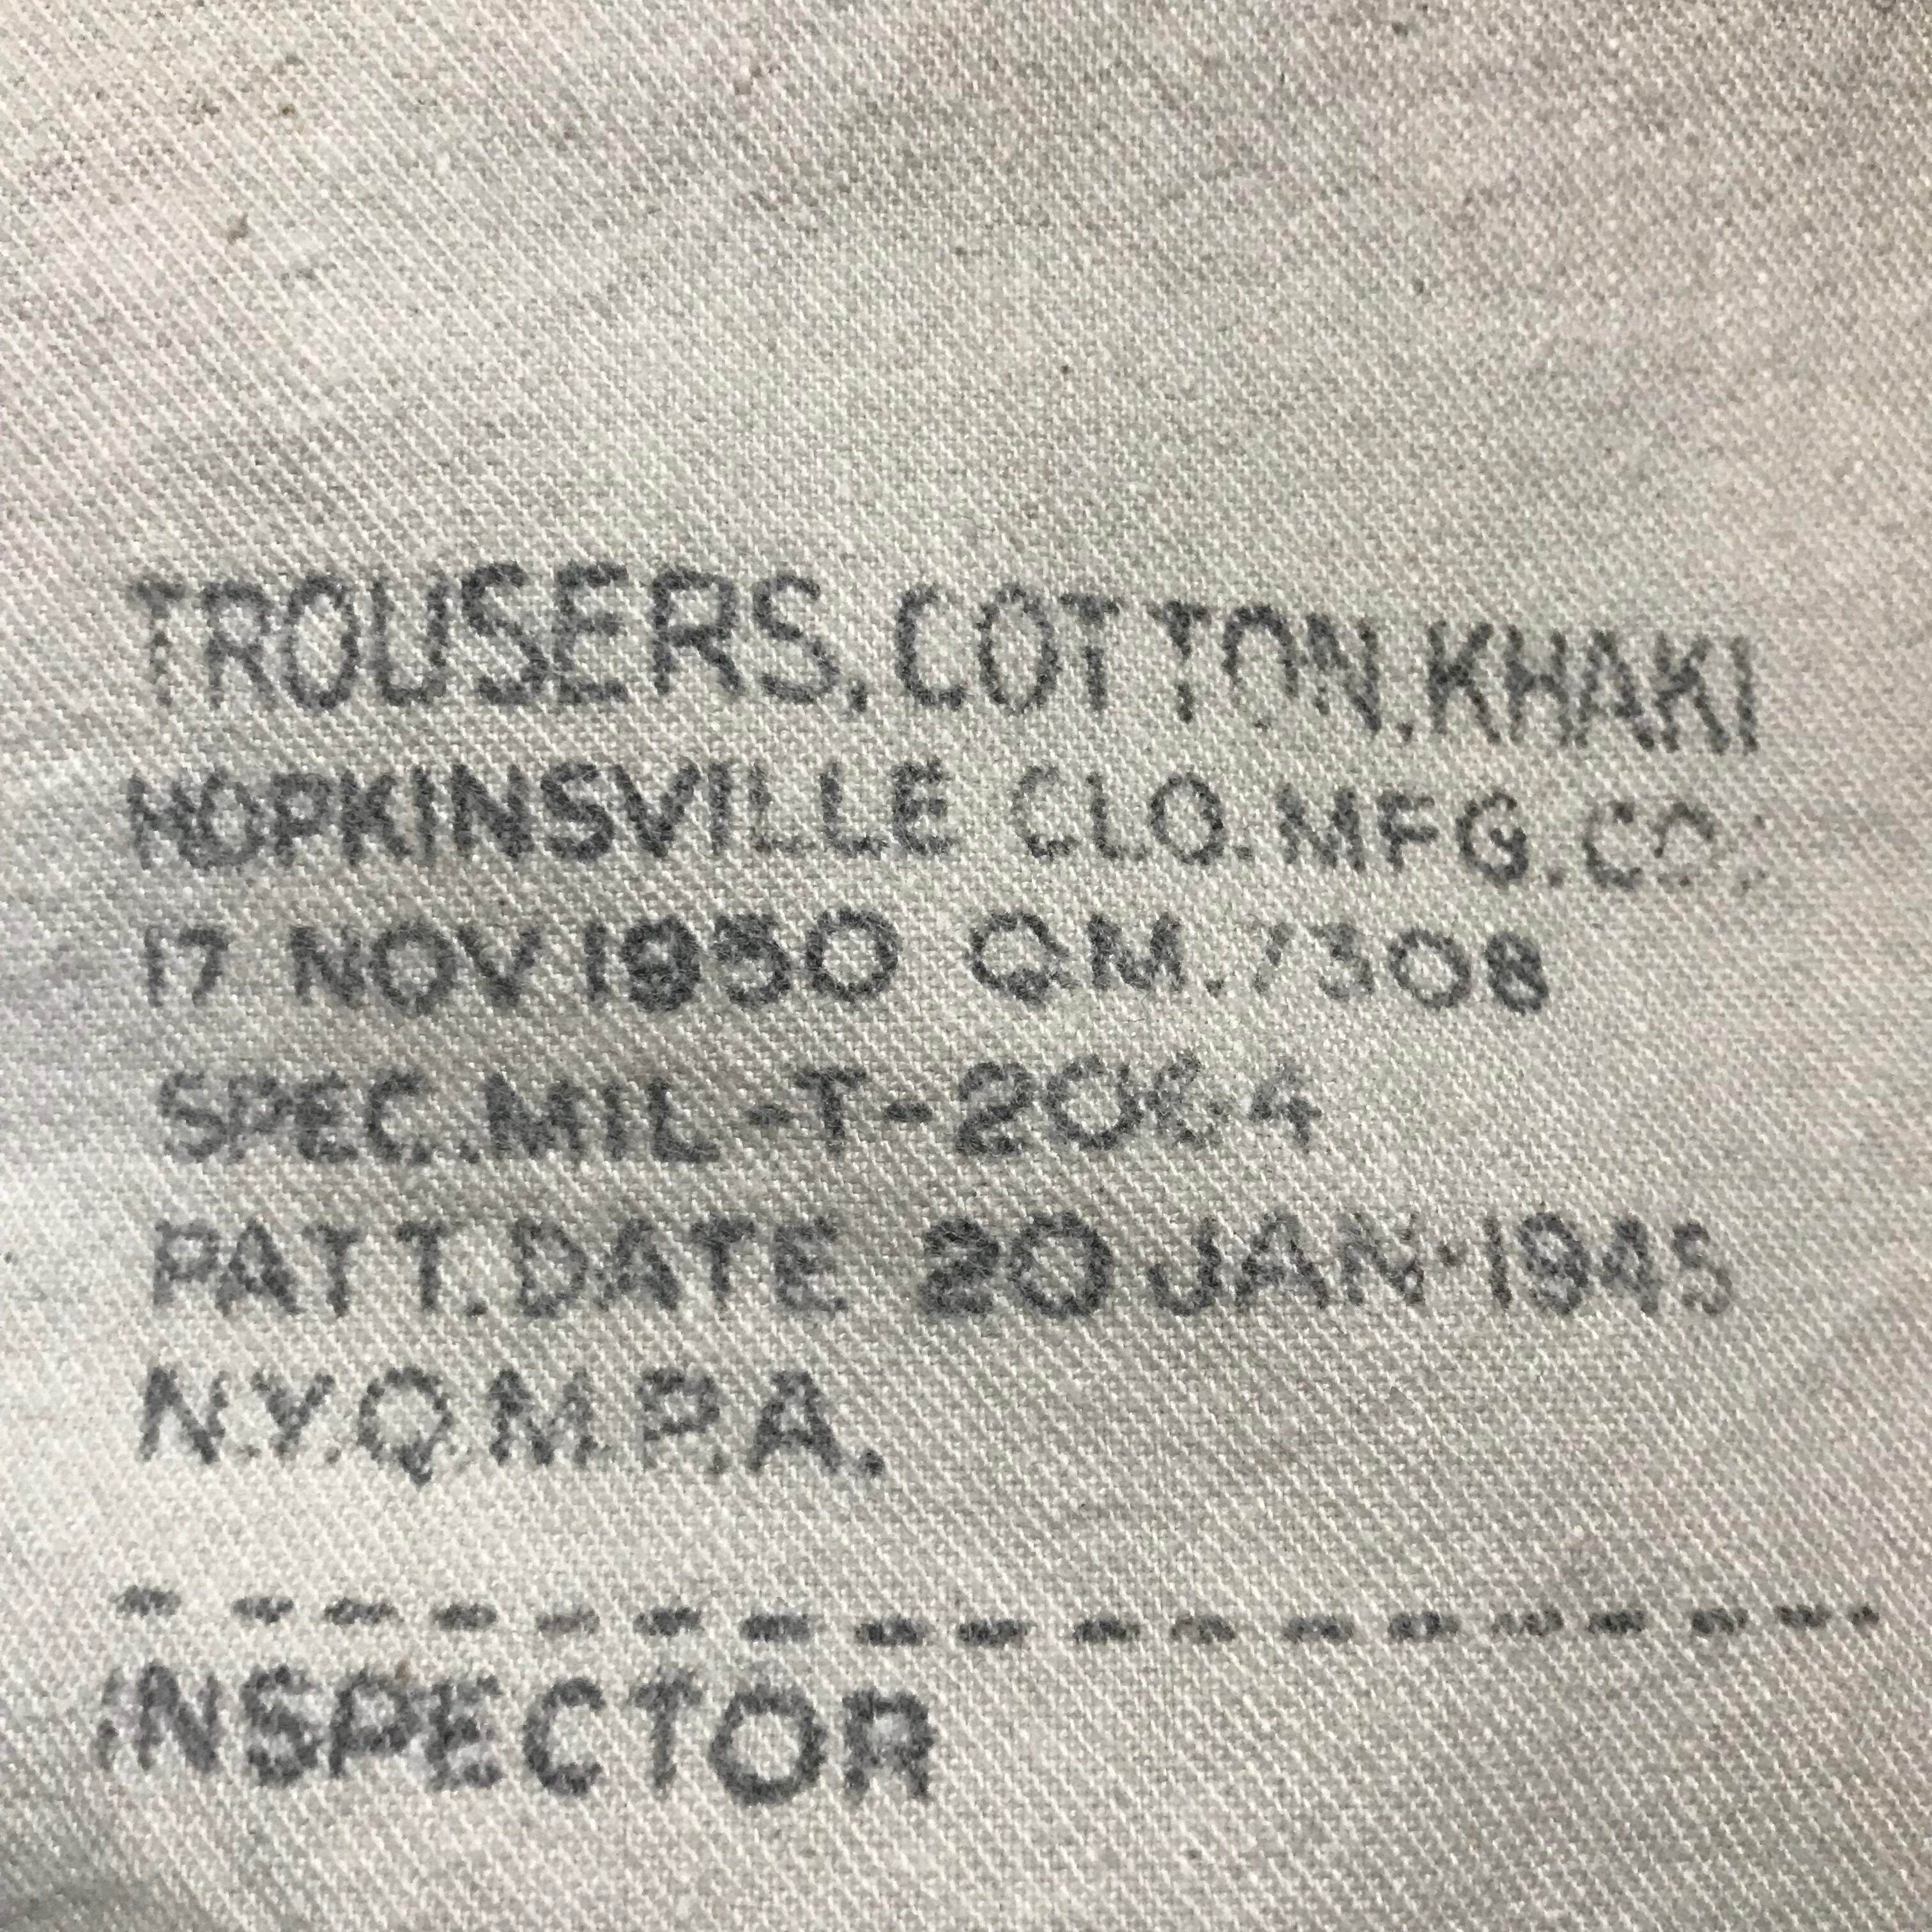 TROUSERS, COTTON, KHAKI
HOPKINSVILLE CLO. MFG. CO.
17 NOV 1950 QM. 7308
SPEC. MIL-T-2064
PATT. DATE 20 JAN. 1945
N.Y.Q.M.P.A.
INSPECTOR